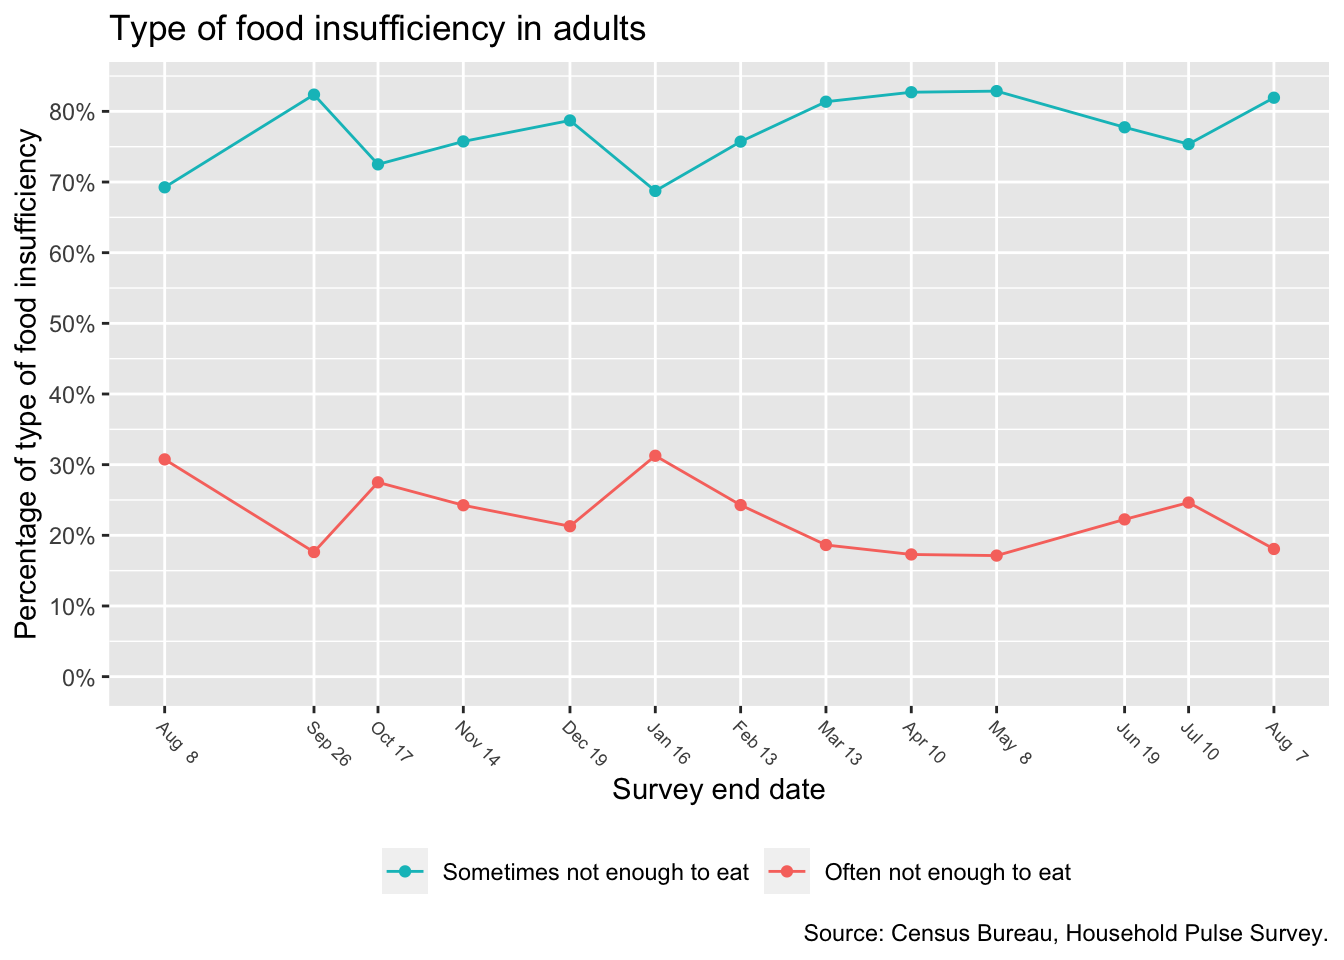 Type of food insufficiency in adults
Percentage of type of food insufficiency
80%
70%
60%
50%
40%
30%
20%
10%
0%
Aug 8
Sep 26
Oct 17
Nov 14
Dec 19
Jan 16
Feb 13
Mar 13
Apr 10
May 8
Jun 19
Jul 10
Aug 7
Survey end date
Sometimes not enough to eat
Often not enough to eat
Source: Census Bureau, Household Pulse Survey.